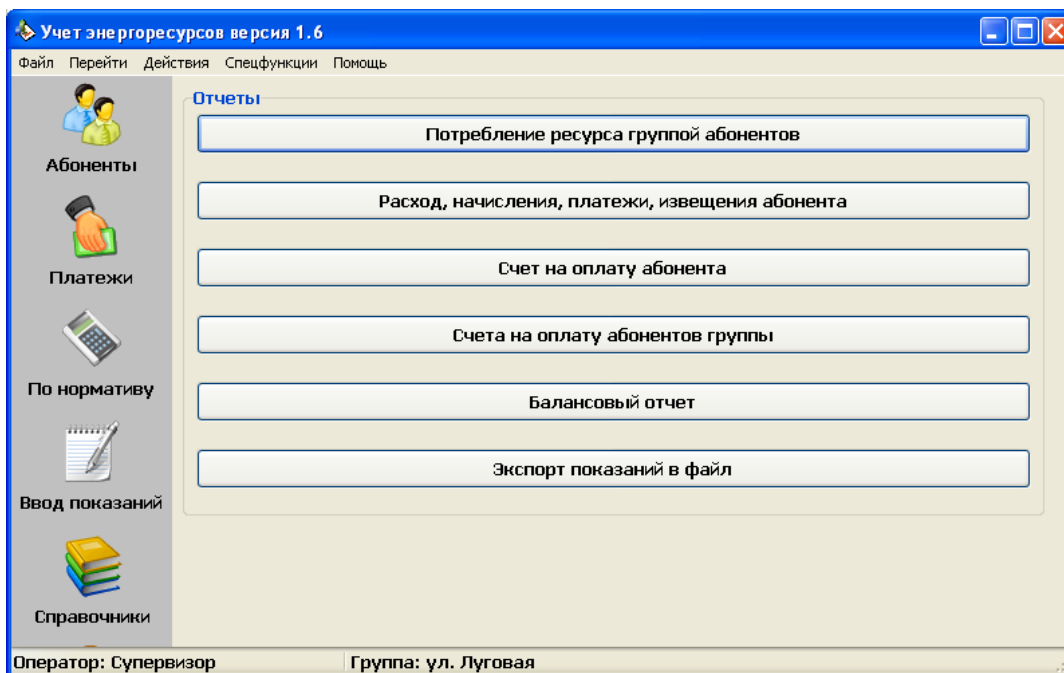 Учет энергоресурсов версия 1.6
Файл Перейти Действия Спецфункции Помощь
Абоненты
Платежи
По нормативу
Ввод показаний
Справочники
Отчеты
Потребление ресурса группой абонентов
Расход, начисления, платежи, извещения абонента
Счет на оплату абонента
Счета на оплату абонентов группы
Балансовый отчет
Экспорт показаний в файл
Оператор: Супервизор Группа: ул. Луговая